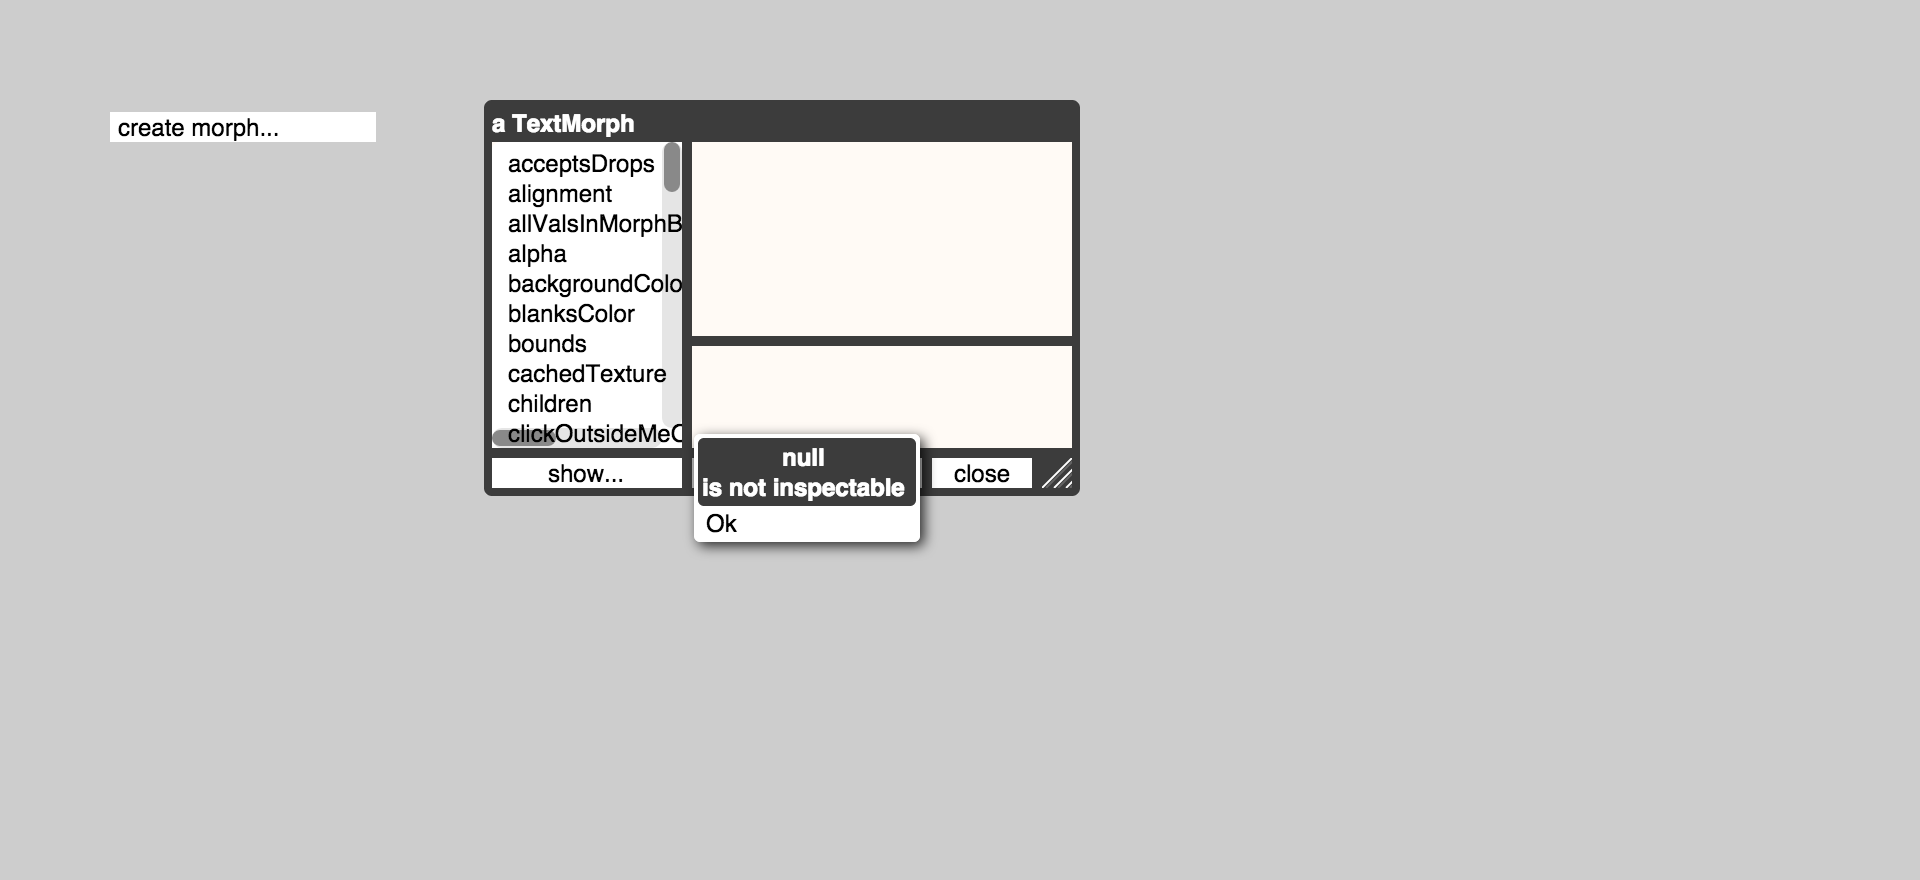 create morph...
a TextMorph
acceptsDrops
alignment
allValsInMorphB
alpha
backgroundColo
blanksColor
bounds
cachedTexture
children
clickOutsideMeC
show...
close
null
is not inspectable
Ok